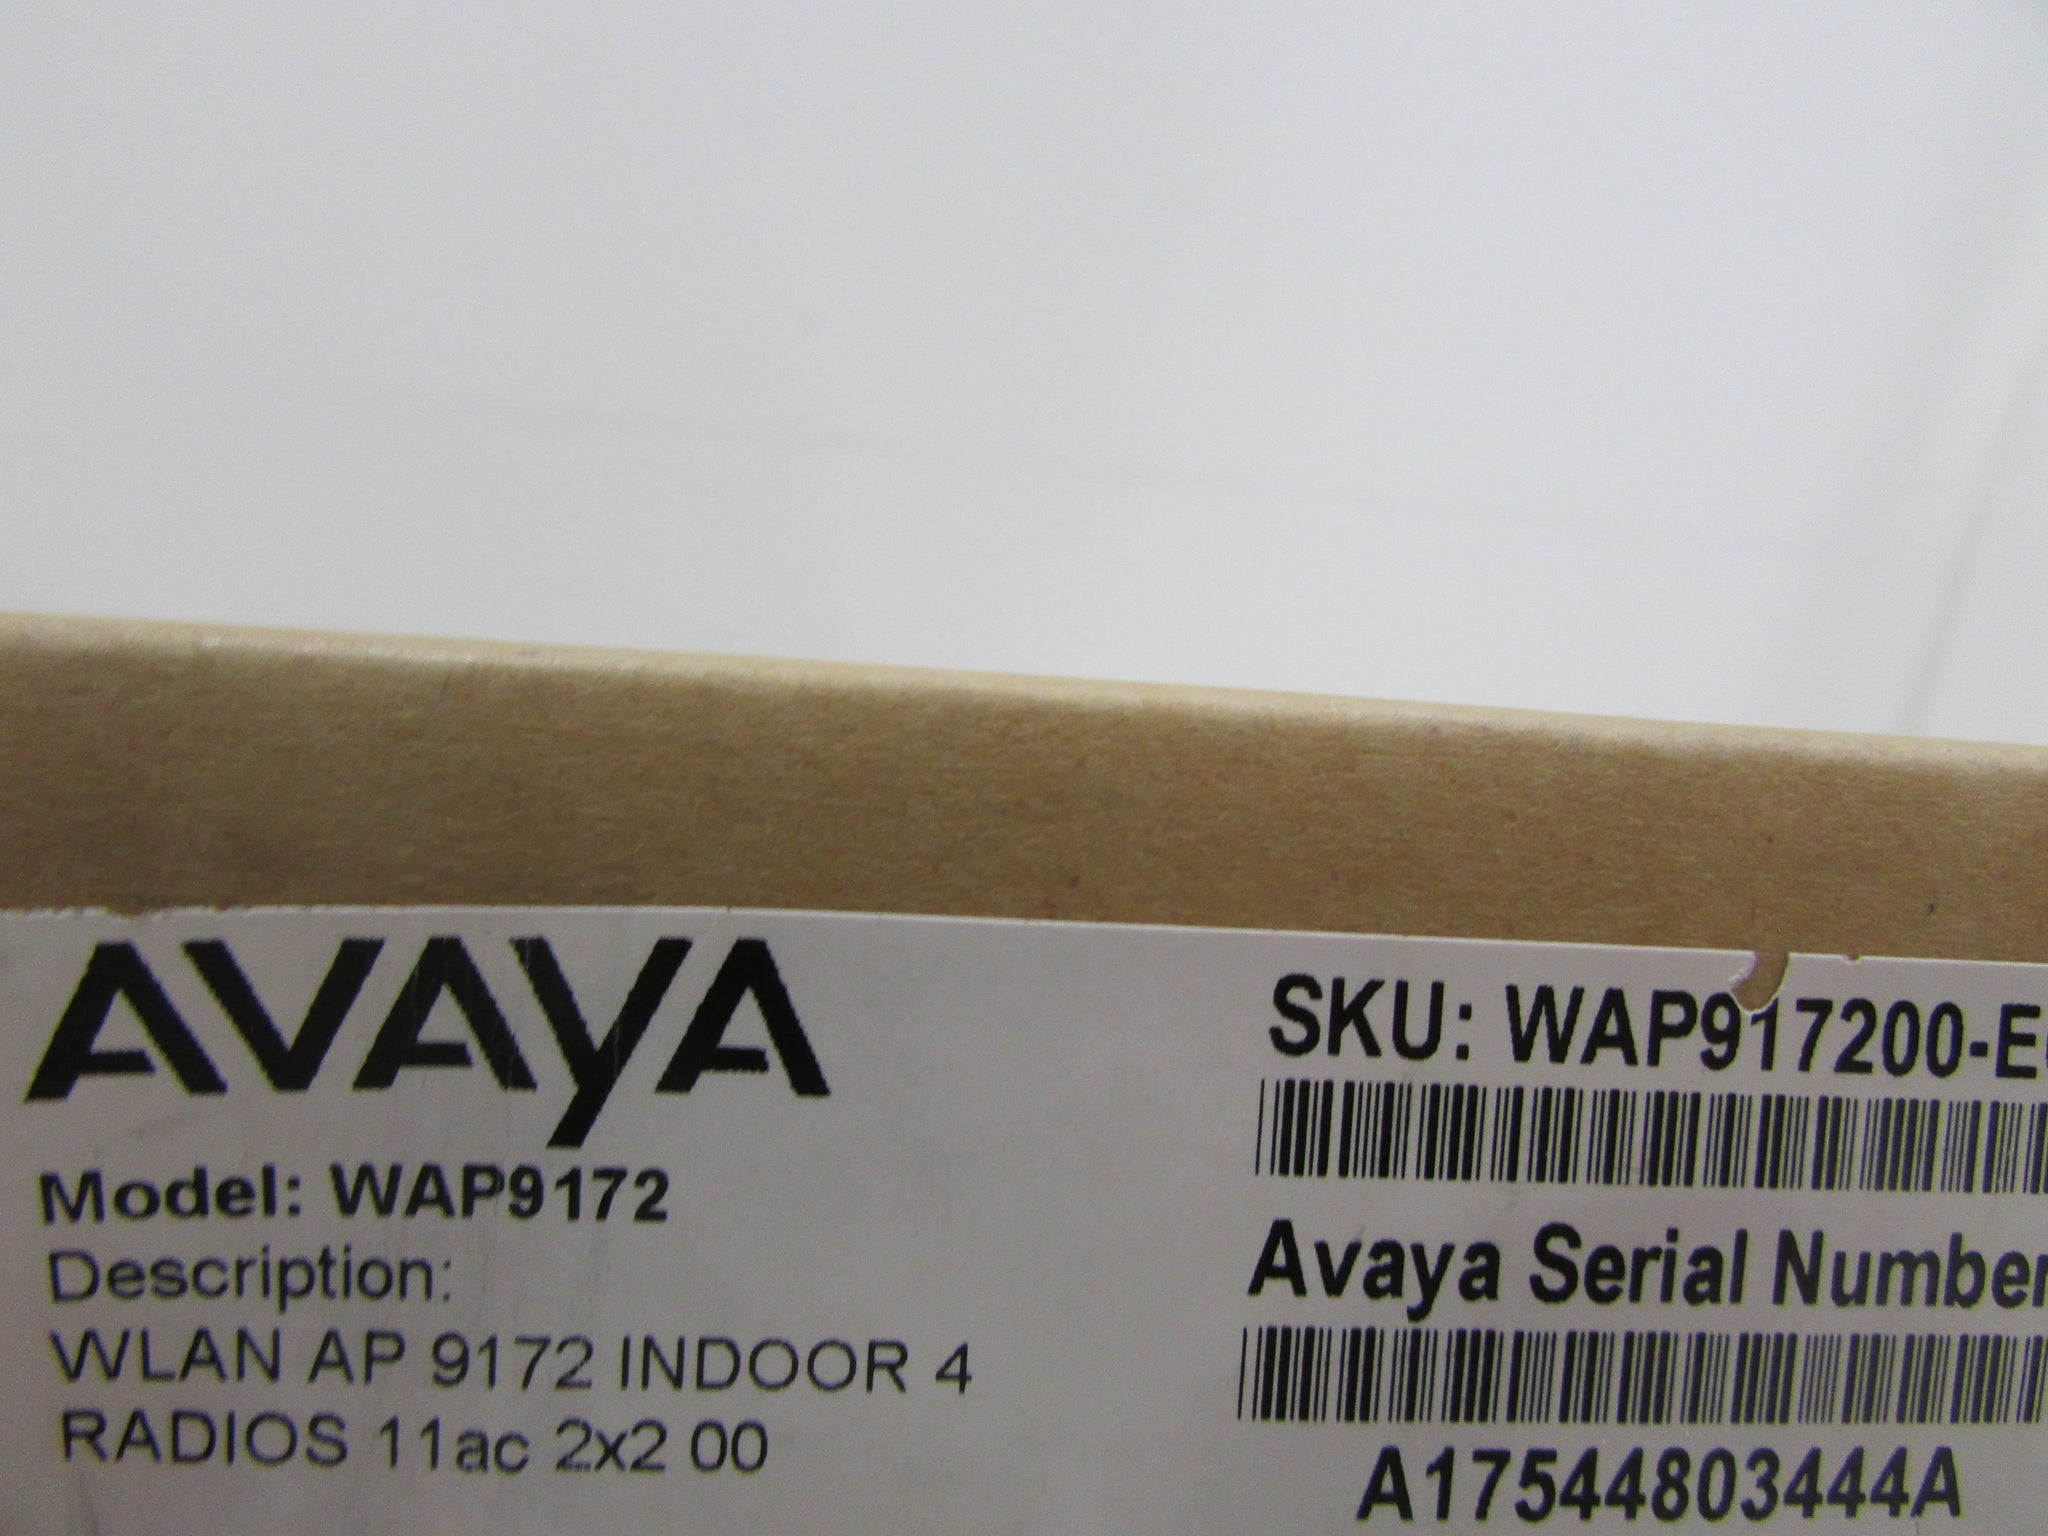 AVAYA
Model: WAP9172
Description:
WLAN AP 9172 INDOOR 4
RADIOS 11ac 2x2 00
SKU: WAP917200-E
Avaya Serial Number
A17544803444A